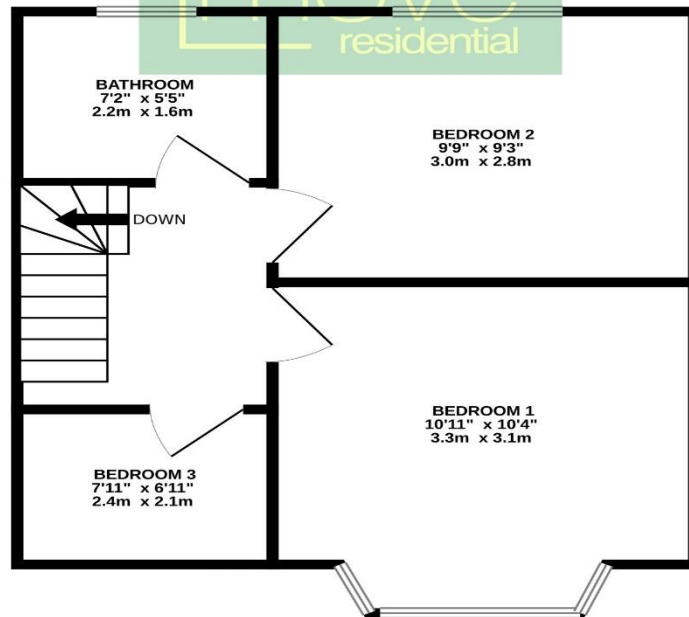 residential
BATHROOM
7'2" x 5'5"
2.2m x 1.6m
BEDROOM 2
9'9" x 9'3"
3.0m x 2.8m
DOWN
BEDROOM 1
10'11" x 10'4"
3.3m x 3.1m
BEDROOM 3
7'11" x 6'11"
2.4m x 2.1m